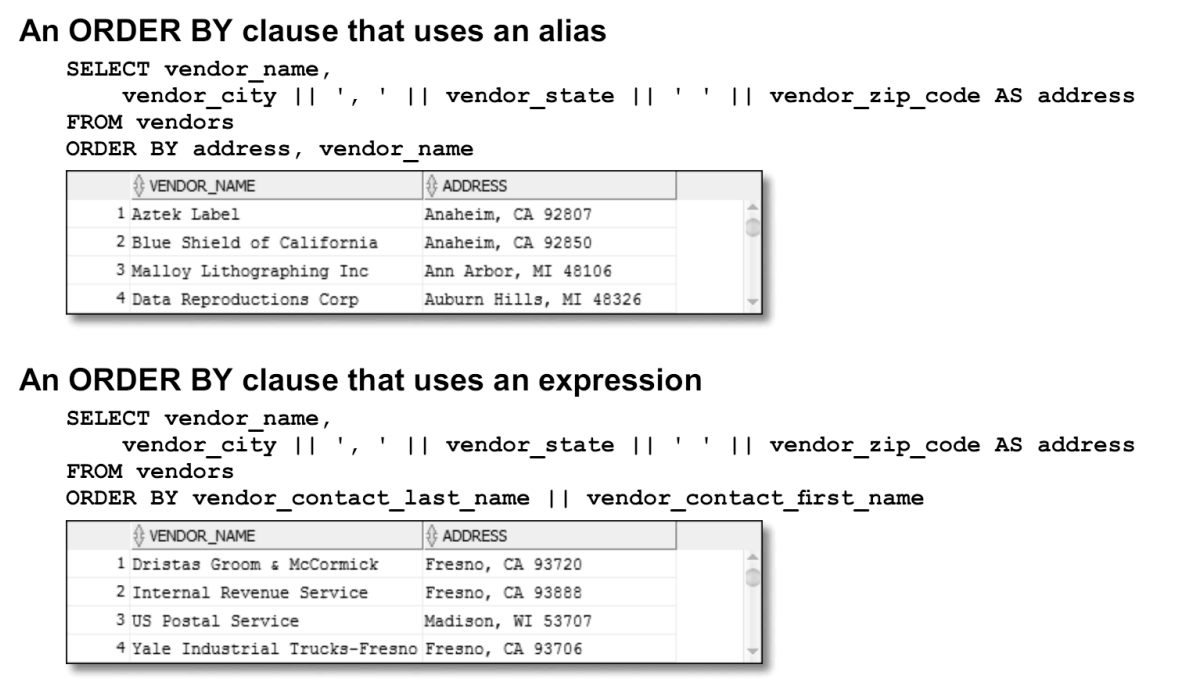 An ORDER BY clause that uses an alias
SELECT vendor_name,
vendor_city || ', ' || vendor_state || ' ' || vendor_zip_code AS address
FROM vendors
ORDER BY address, vendor_name
VENDOR_NAME ADDRESS
1 Aztek Label Anaheim, CA 92807
2 Blue Shield of California Anaheim, CA 92850
3 Malloy Lithographing Inc Ann Arbor, MI 48106
4 Data Reproductions Corp Auburn Hills, MI 48326
An ORDER BY clause that uses an expression
SELECT vendor_name,
vendor_city || ', ' || vendor_state || ' ' || vendor_zip_code AS address
FROM vendors
ORDER BY vendor_contact_last_name || vendor_contact_first_name
VENDOR_NAME ADDRESS
1 Dristas Groom & McCormick Fresno, CA 93720
2 Internal Revenue Service Fresno, CA 93888
3 US Postal Service Madison, WI 53707
4 Yale Industrial Trucks-Fresno Fresno, CA 93706